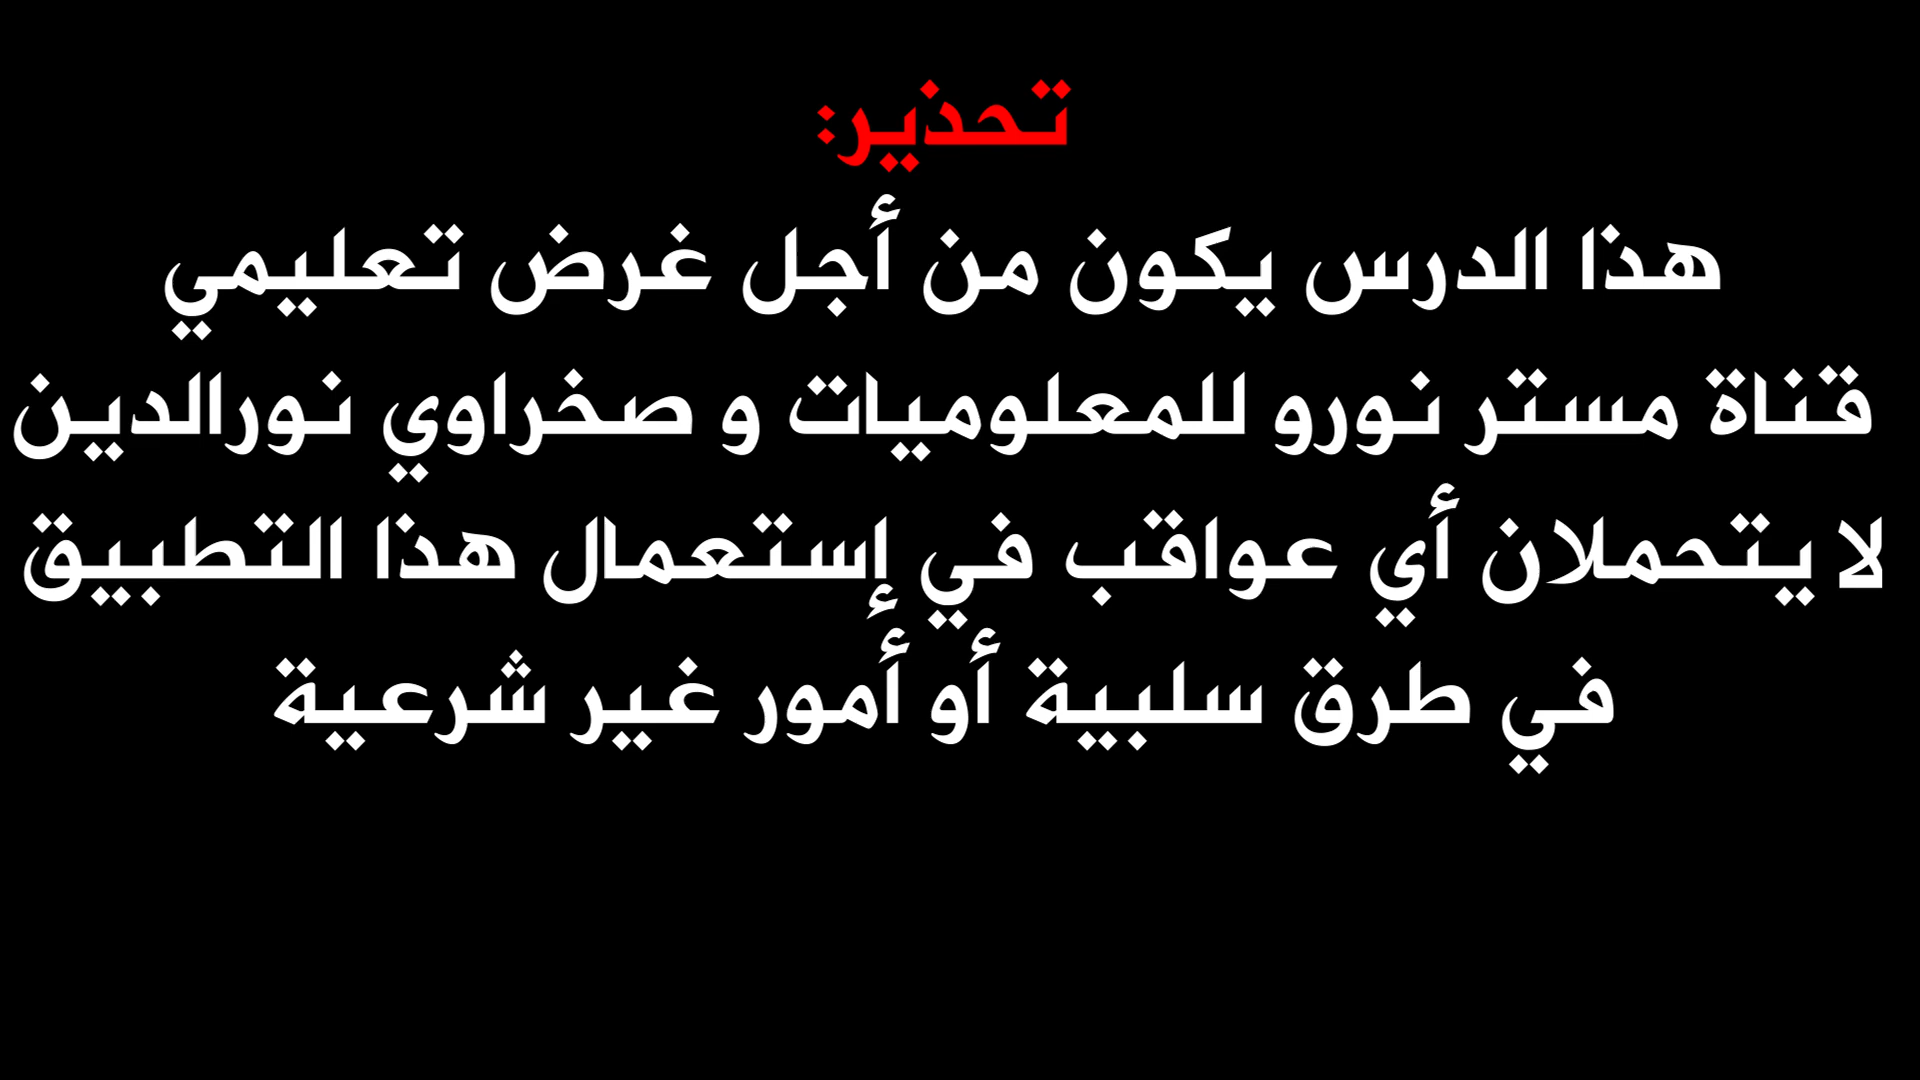 تحذير:
هذا الدرس يكون من أجل غرض تعليمي
قناة مستر نورو للمعلوميات و صخراوي نورالدين
لا يتحملان أي عواقب في إستعمال هذا التطبيق
في طرق سلبية أو أمور غير شرعية